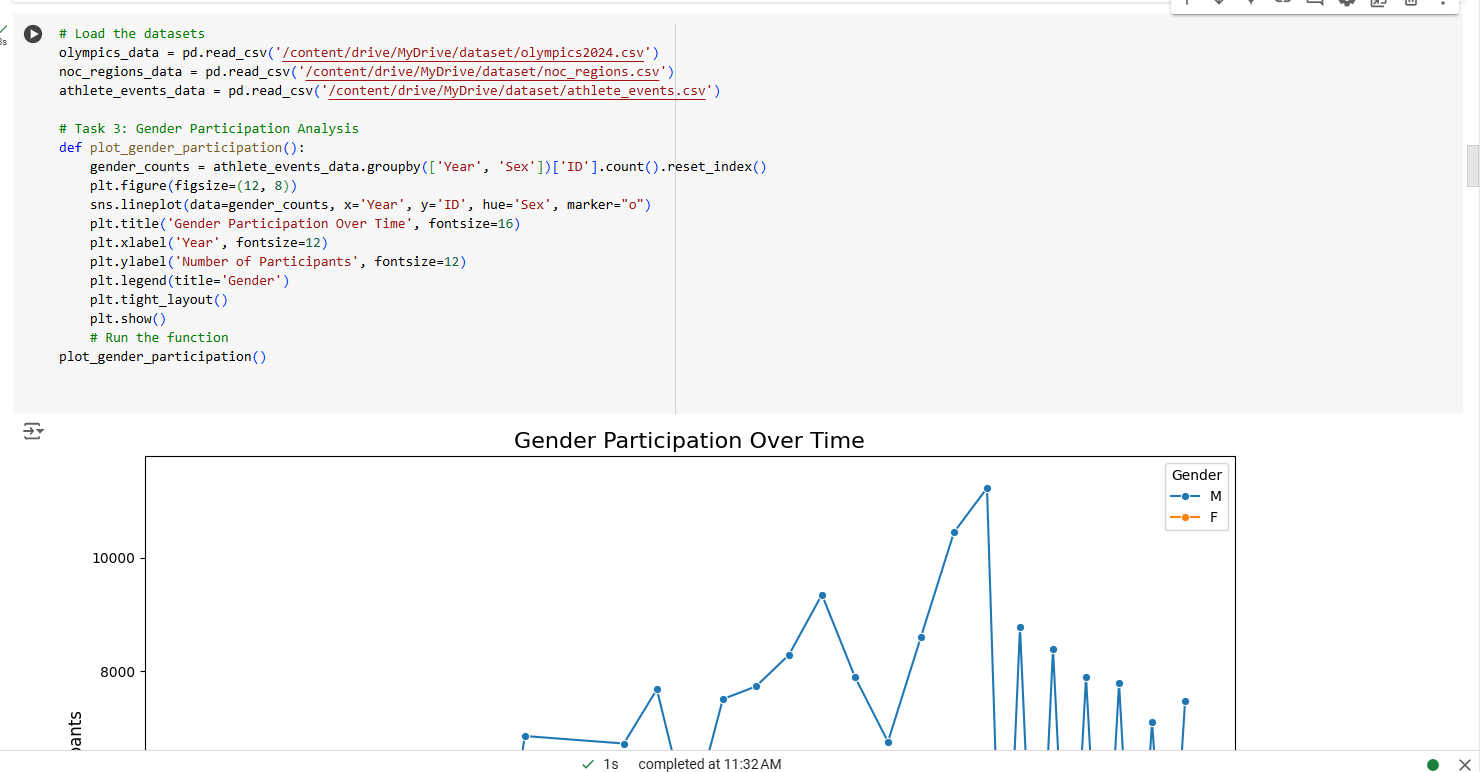 # Load the datasets
olympics_data = pd.read_csv('/content/drive/MyDrive/dataset/olympics2024.csv')
noc_regions_data = pd.read_csv('/content/drive/MyDrive/dataset/noc_regions.csv')
athlete_events_data = pd.read_csv('/content/drive/MyDrive/dataset/athlete_events.csv')
# Task 3: Gender Participation Analysis
def plot_gender_participation():
    gender_counts = athlete_events_data.groupby(['Year', 'Sex'])['ID'].count().reset_index()
    plt.figure(figsize=(12, 8))
    sns.lineplot(data=gender_counts, x='Year', y='ID', hue='Sex', marker="o")
    plt.title('Gender Participation Over Time', fontsize=16)
    plt.xlabel('Year', fontsize=12)
    plt.ylabel('Number of Participants', fontsize=12)
    plt.legend(title='Gender')
    plt.tight_layout()
    plt.show()
    # Run the function
plot_gender_participation()
Gender Participation Over Time
Gender
M
F
10000
8000
pants
1s completed at 11:32 AM